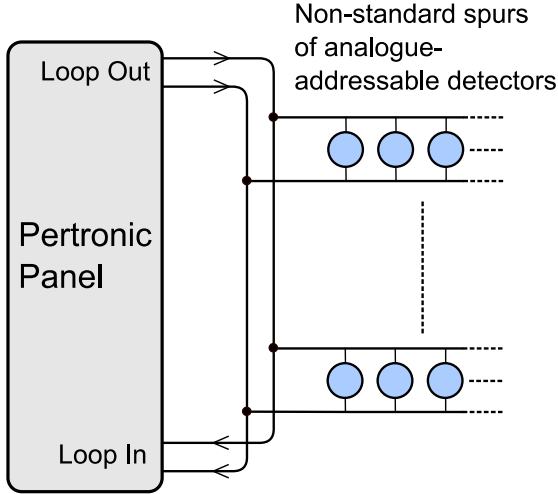 Non-standard spurs
of analogue-
addressable detectors
Loop Out
Pertronic
Panel
Loop In